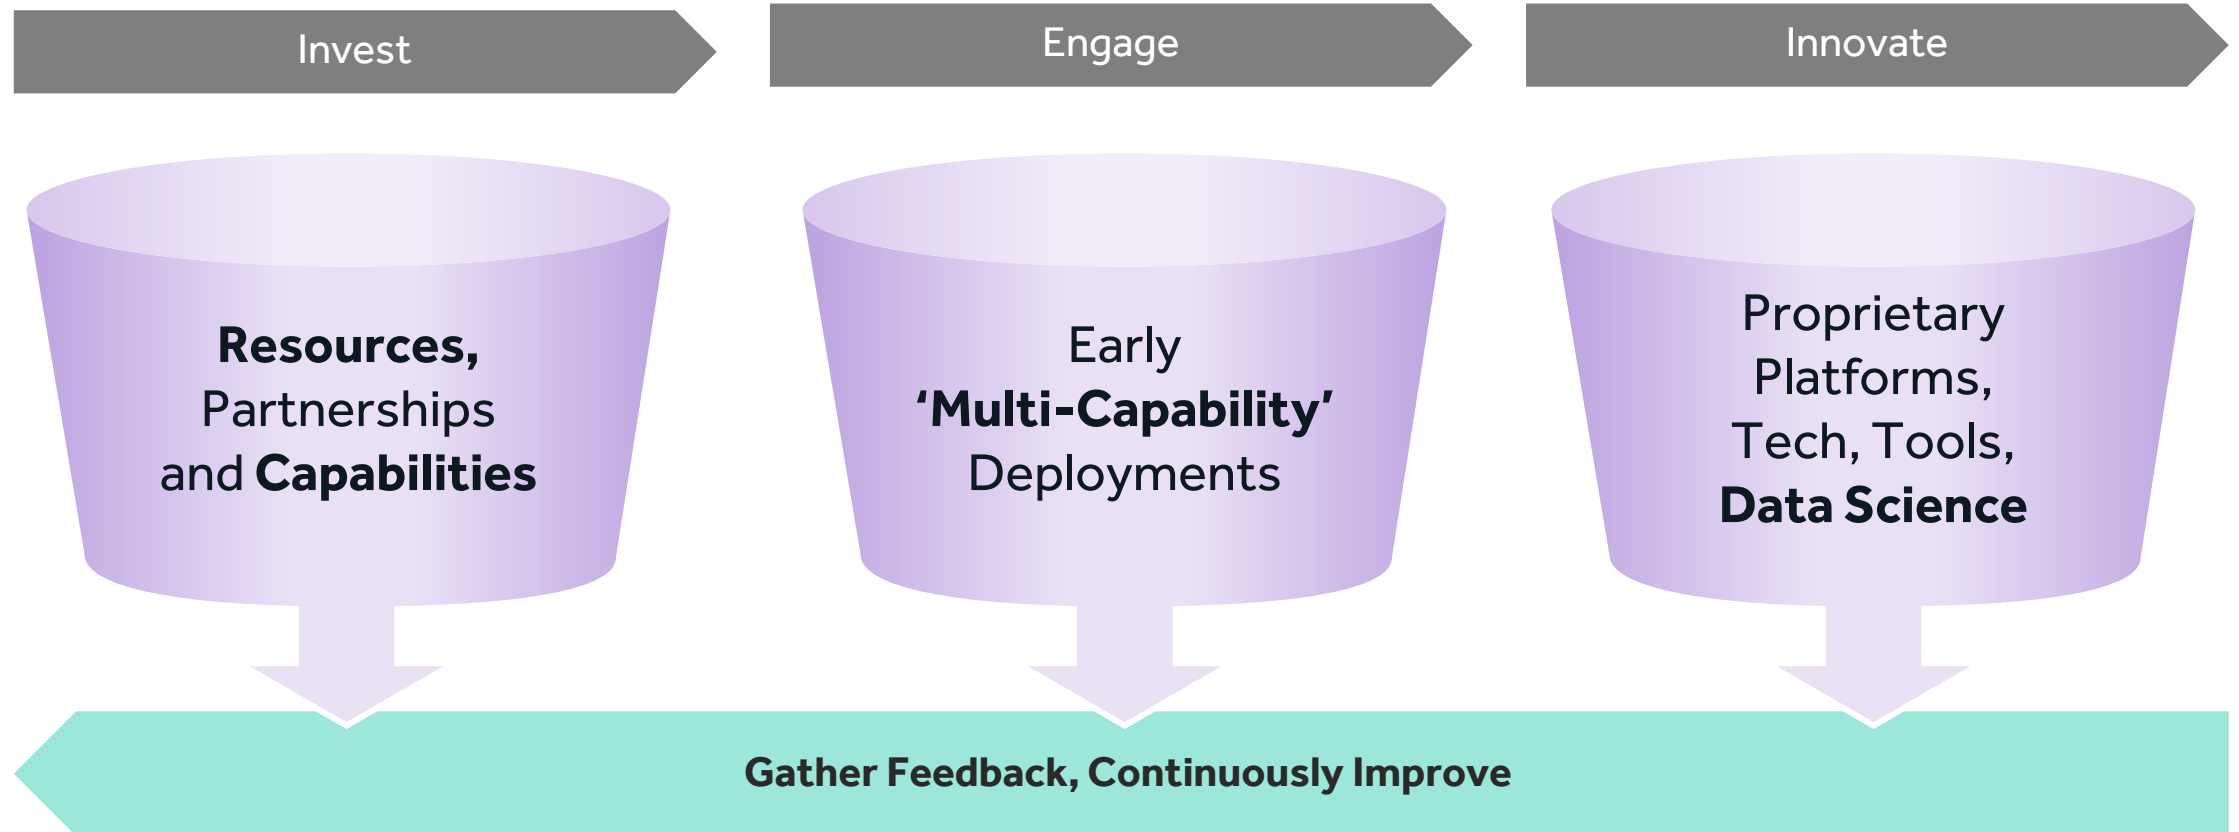 Invest
Engage
Innovate
Resources,
Partnerships
and Capabilities
Early
‘Multi-Capability’
Deployments
Proprietary
Platforms,
Tech, Tools,
Data Science
Gather Feedback, Continuously Improve